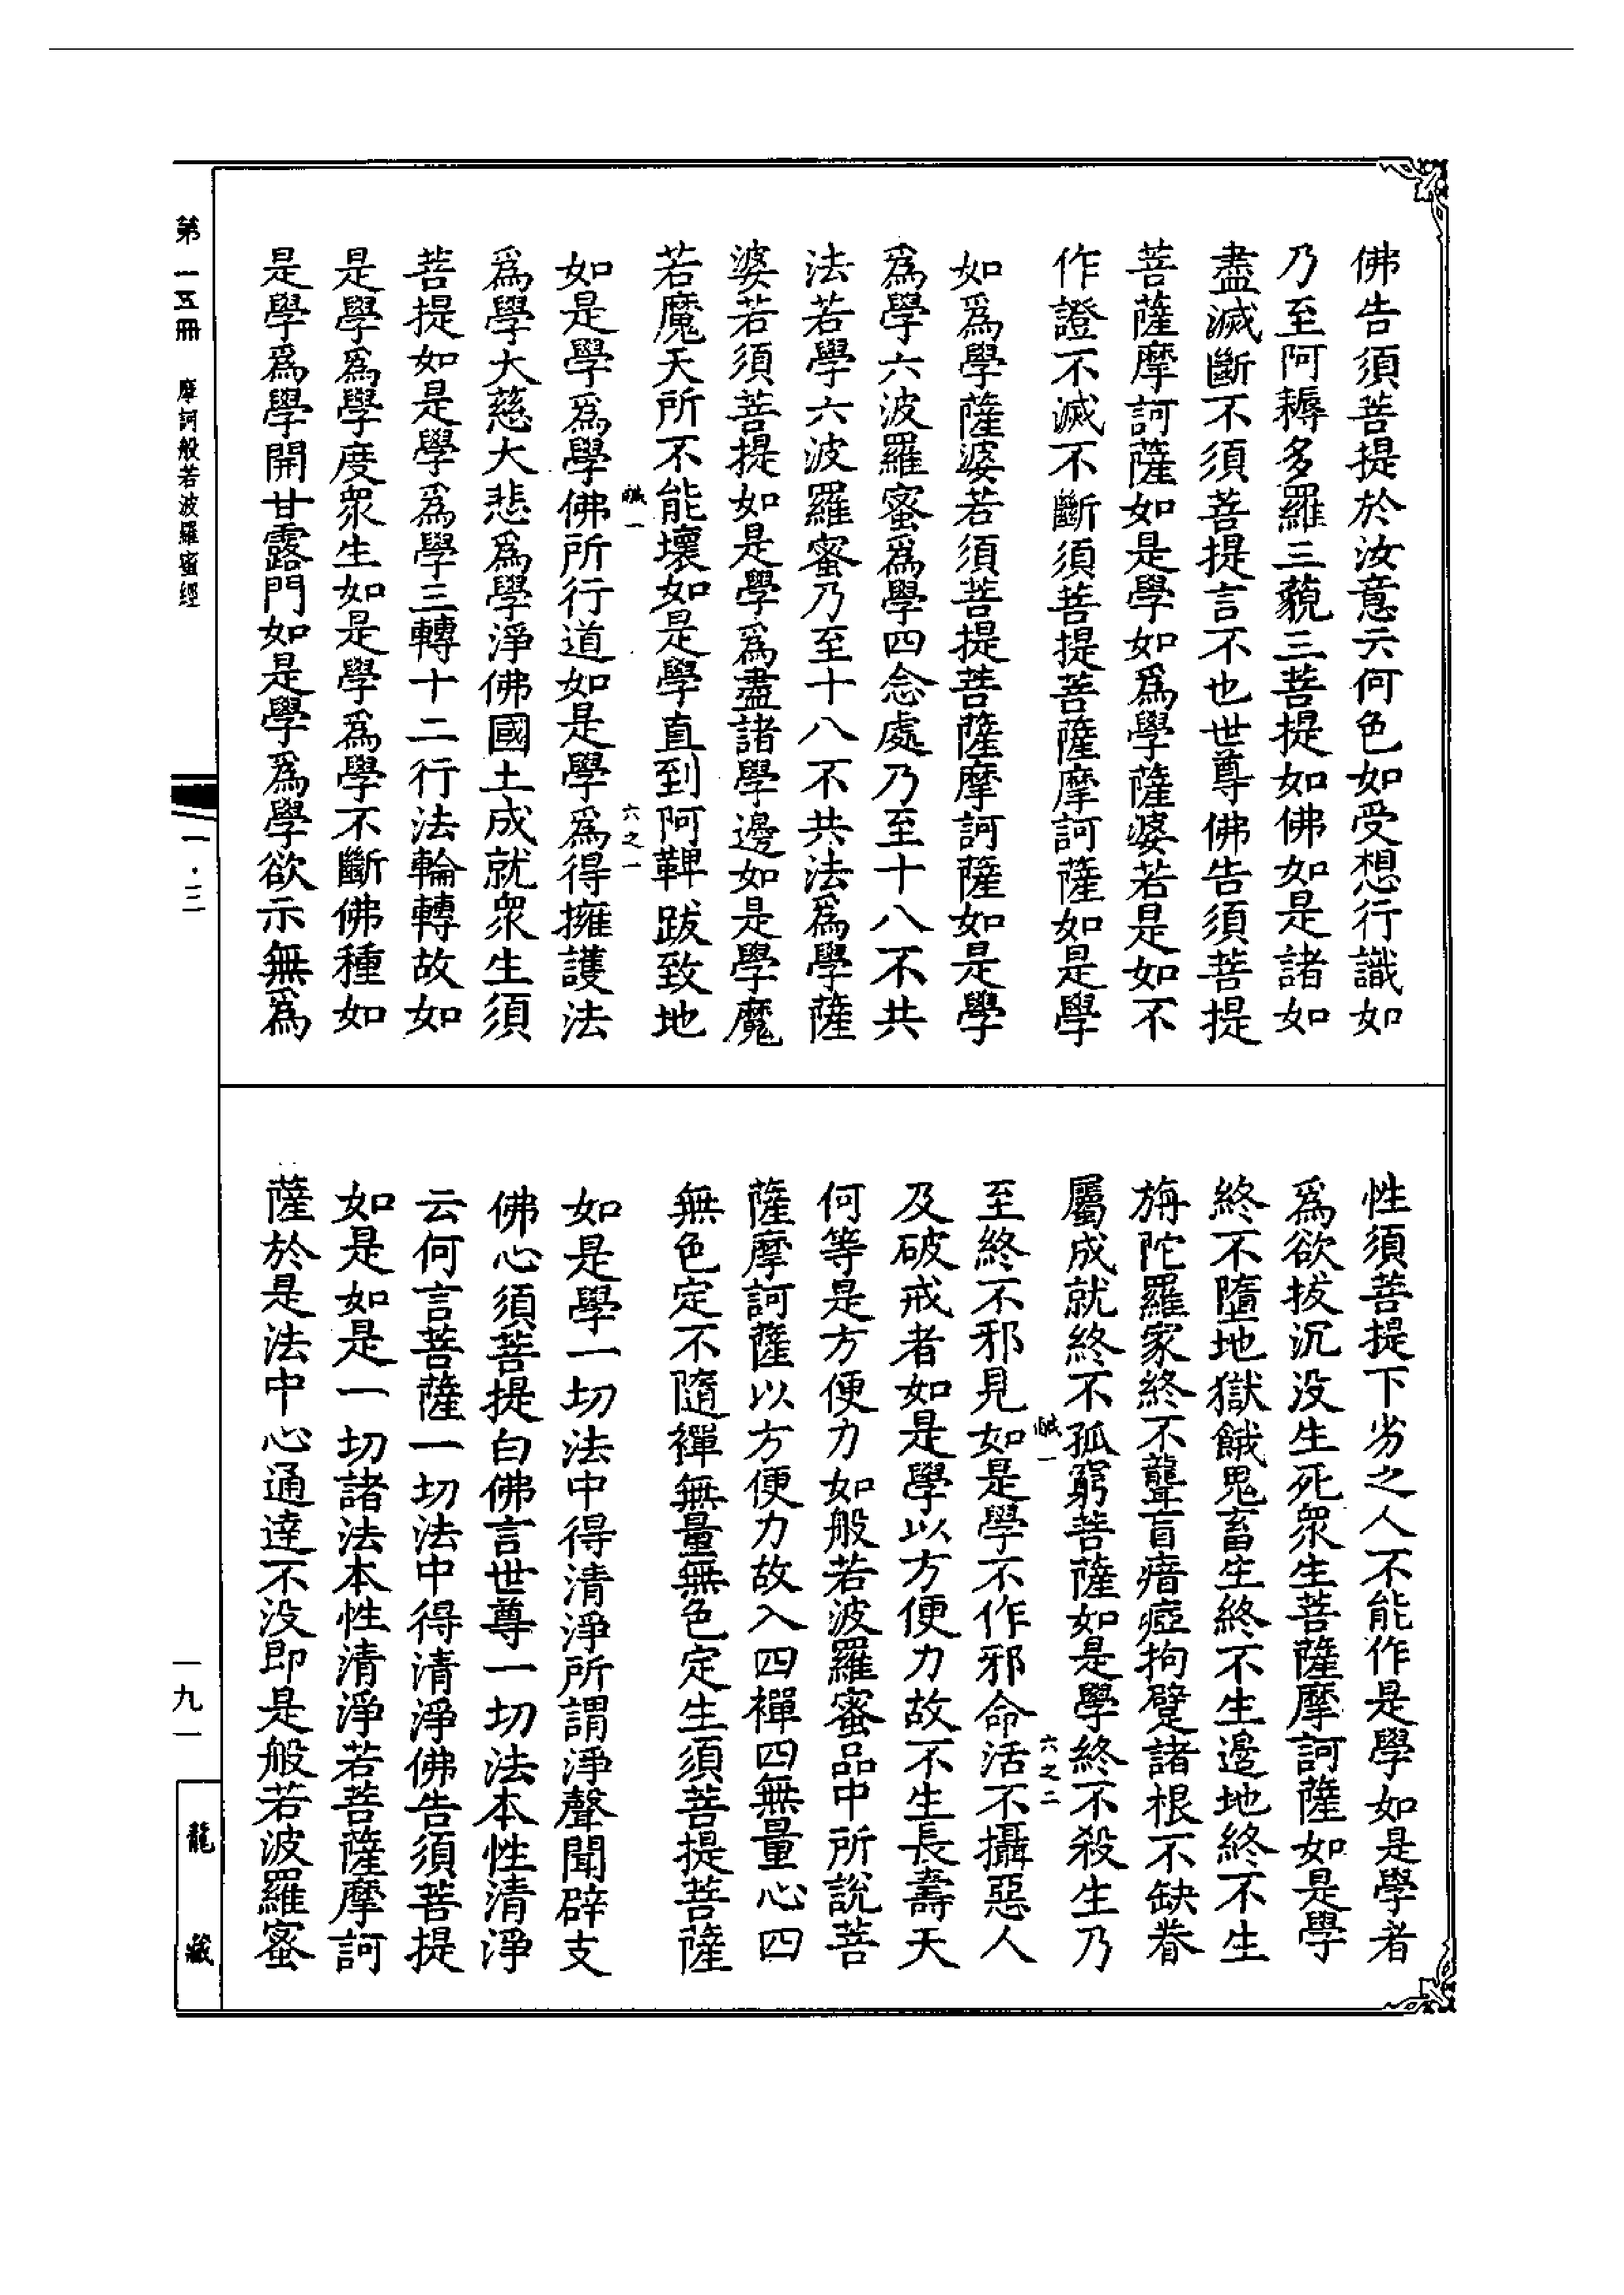 佛告須菩提於汝意云何色如受想行識如
乃至阿耨多羅三藐三菩提如佛如是諸如
盡滅斷不須菩提言不也世尊佛告須菩提
菩薩摩訶薩如是學如爲學薩婆若是如不
作證不滅不斷須菩提菩薩摩訶薩如是學
如爲學薩婆若須菩提菩薩摩訶薩如是學
爲學六波羅蜜爲學四念處乃至十八不共
法若學六波羅蜜乃至十八不共法爲學薩
婆若須菩提如是學爲盡諸學邊如是學魔
若魔天所不能壞如是學直到阿鞞跋致地
鹹一
六之一
如是學爲學佛所行道如是學爲得擁護法
爲學大慈大悲爲學淨佛國土成就衆生須
菩提如是學爲學三轉十二行法輪轉故如
是學爲學度衆生如是學爲學不斷佛種如
是學爲學開甘露門如是學爲學欲示無爲
性須菩提下劣之人不能作是學如是學者
爲欲拔沉没生死衆生菩薩摩訶薩如是學
終不墮地獄餓鬼畜生終不生邊地終不生
旃陀羅家終不聾盲瘖瘂拘躄諸根不缺眷
屬成就終不孤窮菩薩如是學終不殺生乃
鹹一
六之二
至終不邪見如是學不作邪命活不攝惡人
及破戒者如是學以方便力故不生長壽天
何等是方便力如般若波羅蜜品中所說菩
薩摩訶薩以方便力故入四禪四無量心四
無色定不隨禪無量無色定生須菩提菩薩
如是學一切法中得清淨所謂淨聲聞辟支
佛心須菩提白佛言世尊一切法本性清淨
云何言菩薩一切法中得清淨佛告須菩提
如是如是一切諸法本性清淨若菩薩摩訶
薩於是法中心通達不没即是般若波羅蜜
第一五冊 摩訶般若波羅蜜經
一·三
一九一
龍藏